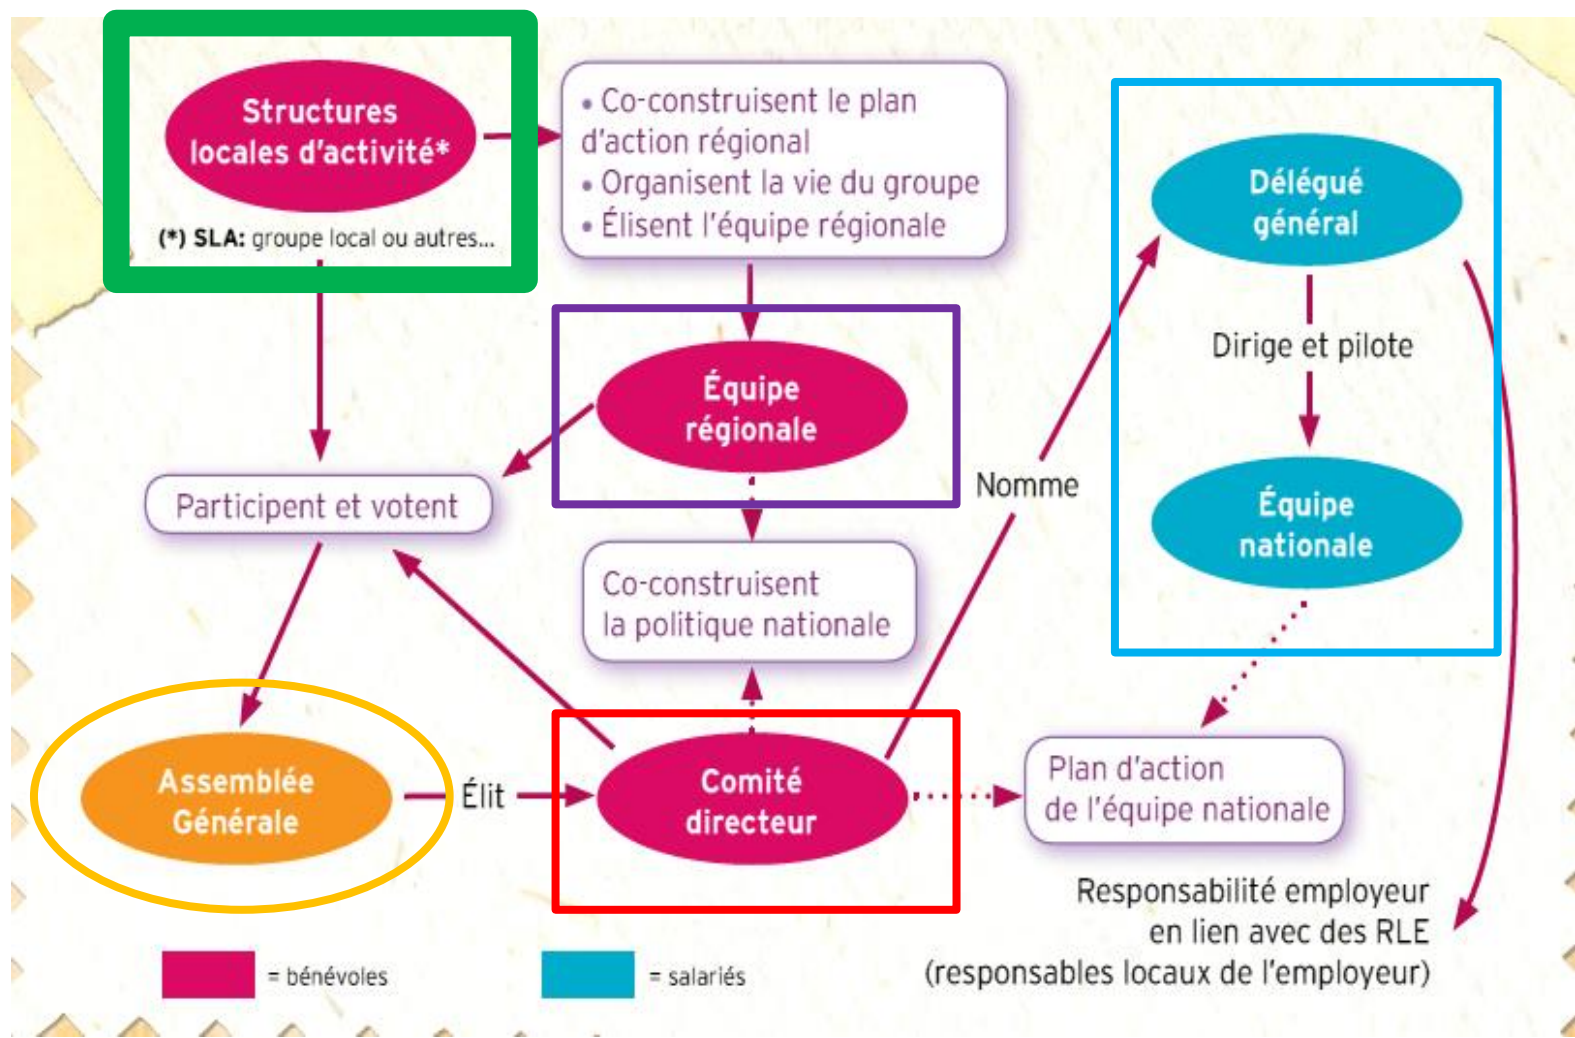 Structures
locales d'activité*
(*) SLA: groupe local ou autres...
• Co-construisent le plan
d'action régional
• Organisent la vie du groupe
• Élisent l'équipe régionale
Délégué
général
Dirige et pilote
Équipe
régionale
Nomme
Équipe
nationale
Participent et votent
Co-construisent
la politique nationale
Assemblée
Générale
Élit
Comité
directeur
Plan d'action
de l'équipe nationale
Responsabilité employeur
en lien avec des RLE
(responsables locaux de l'employeur)
= bénévoles
= salariés